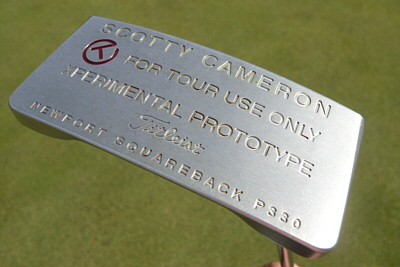 SCOTTY CAMERON
FOR TOUR USE ONLY
XPERIMENTAL PROTOTYPE
Titleist
NEWPORT SQUAREBACK P330